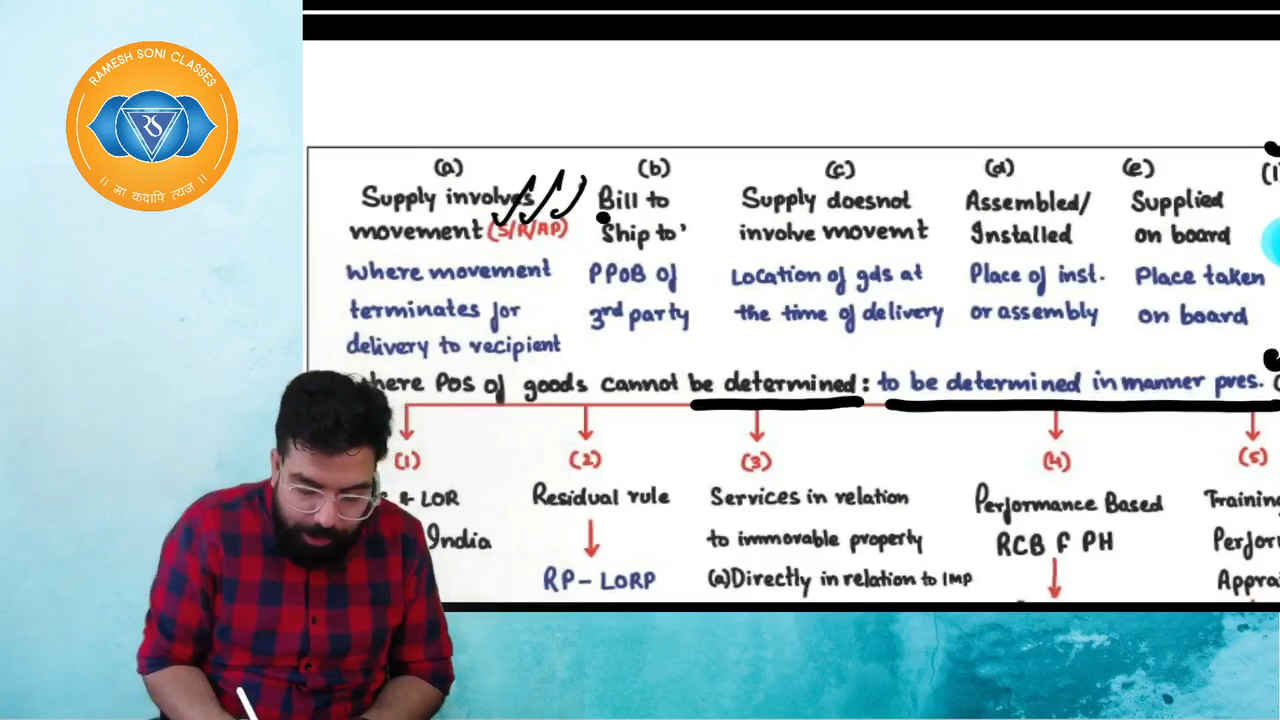 RAMESH SONI CLASSES
RS
|| मा कदापि त्यज ||
(a) (b) (c) (d) (e)
Supply involves Bill to Supply doesnot Assembled/ Supplied
movement (S/R/AP) Ship to' involve movemt Installed on board
where movement PPOB of Location of gds at Place of inst. Place taken
terminates for 3rd party the time of delivery or assembly on board
delivery to recipient
here POS of goods cannot be determined: to be determined in manner pres.
(1) (2) (3) (4) (5)
& LOR Residual rule Services in relation Performance Based Training
India to immovable property RCB F PH Perfor
RP-LORP (a) Directly in relation to IMP Apprai